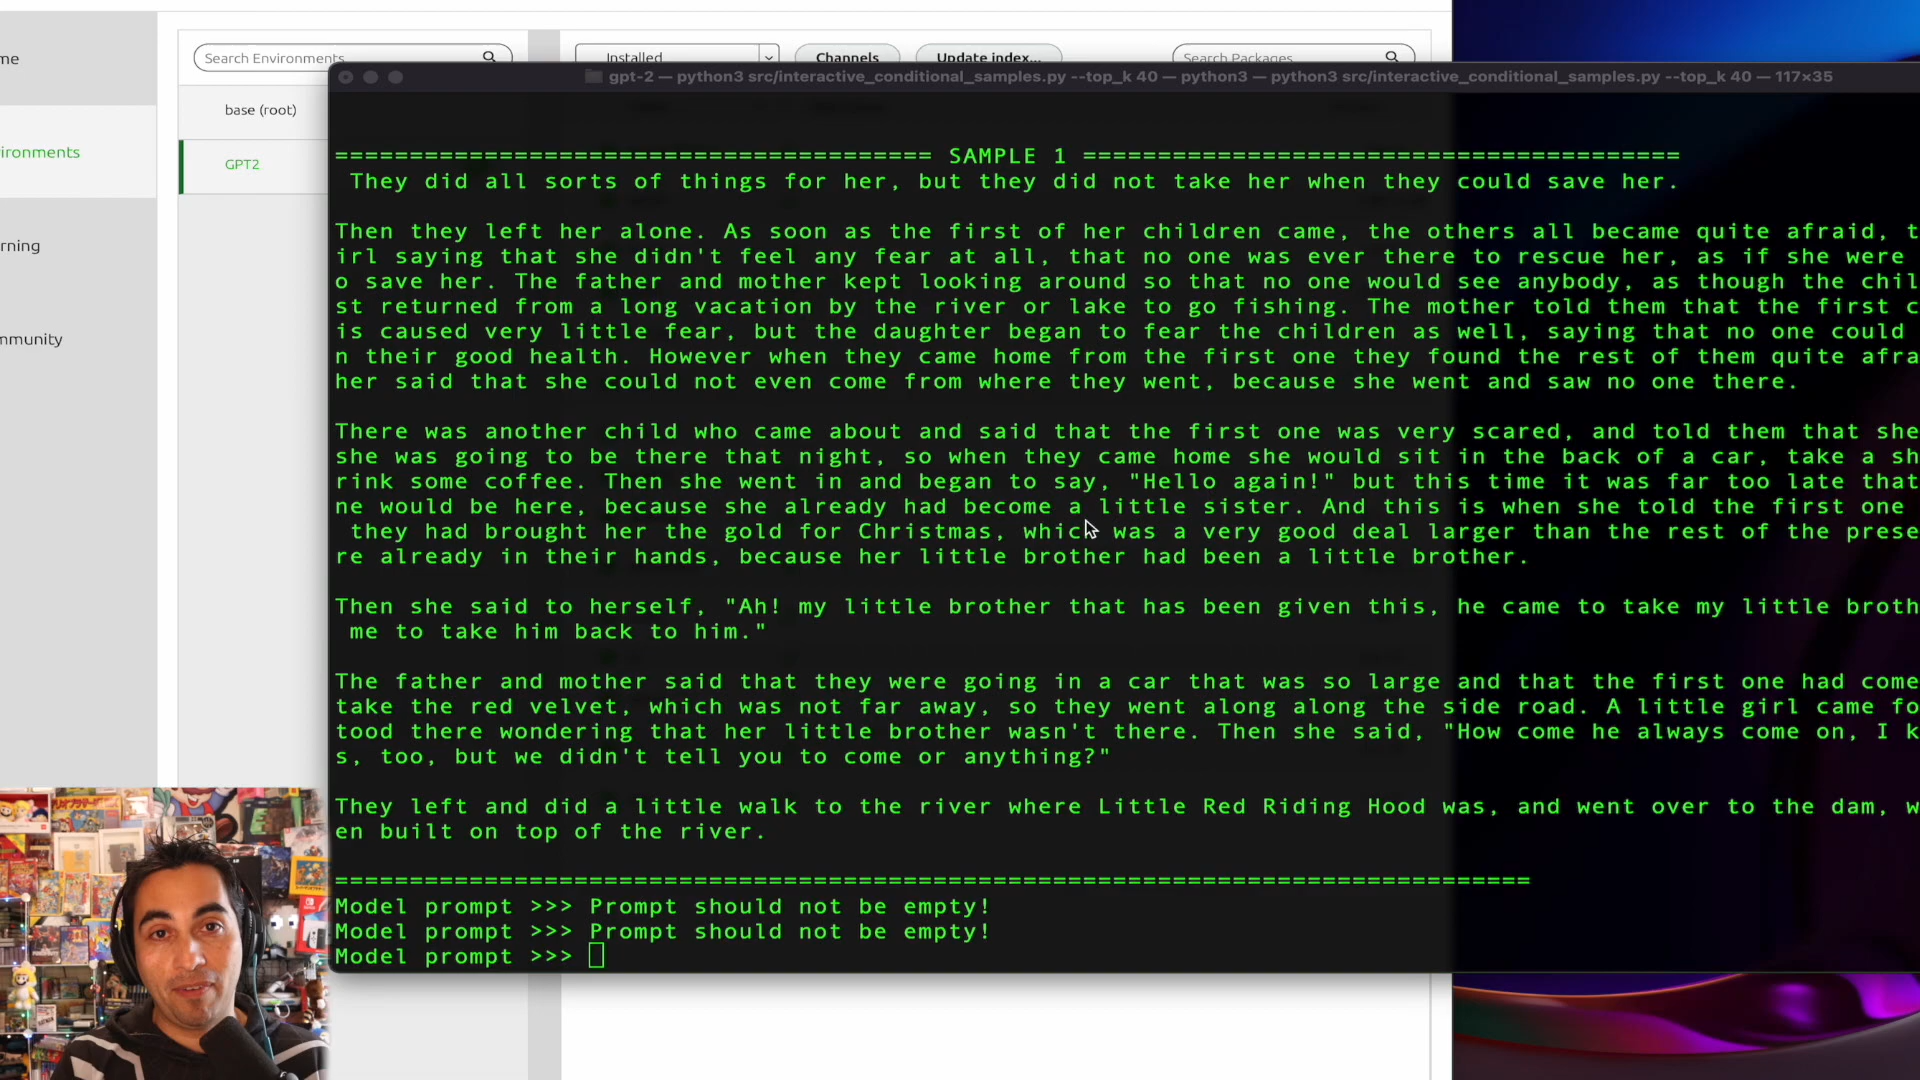 me
Search Environments
Installed
Channels
Update index...
Search Packages
gpt-2 — python3 src/interactive_conditional_samples.py --top_k 40 — python3 — python3 src/interactive_conditional_samples.py --top_k 40 — 117×35
base (root)
ironments
GPT2
rning
mmunity
======================================== SAMPLE 1 ========================================
They did all sorts of things for her, but they did not take her when they could save her.
Then they left her alone. As soon as the first of her children came, the others all became quite afraid, t
irl saying that she didn't feel any fear at all, that no one was ever there to rescue her, as if she were
o save her. The father and mother kept looking around so that no one would see anybody, as though the chil
st returned from a long vacation by the river or lake to go fishing. The mother told them that the first c
is caused very little fear, but the daughter began to fear the children as well, saying that no one could
n their good health. However when they came home from the first one they found the rest of them quite afra
her said that she could not even come from where they went, because she went and saw no one there.
There was another child who came about and said that the first one was very scared, and told them that she
she was going to be there that night, so when they came home she would sit in the back of a car, take a sh
rink some coffee. Then she went in and began to say, "Hello again!" but this time it was far too late that
ne would be here, because she already had become a little sister. And this is when she told the first one
they had brought her the gold for Christmas, which was a very good deal larger than the rest of the prese
re already in their hands, because her little brother had been a little brother.
Then she said to herself, "Ah! my little brother that has been given this, he came to take my little broth
me to take him back to him."
The father and mother said that they were going in a car that was so large and that the first one had come
take the red velvet, which was not far away, so they went along along the side road. A little girl came fo
tood there wondering that her little brother wasn't there. Then she said, "How come he always come on, I k
s, too, but we didn't tell you to come or anything?"
They left and did a little walk to the river where Little Red Riding Hood was, and went over to the dam, w
en built on top of the river.
================================================================================
Model prompt >>> Prompt should not be empty!
Model prompt >>> Prompt should not be empty!
Model prompt >>>